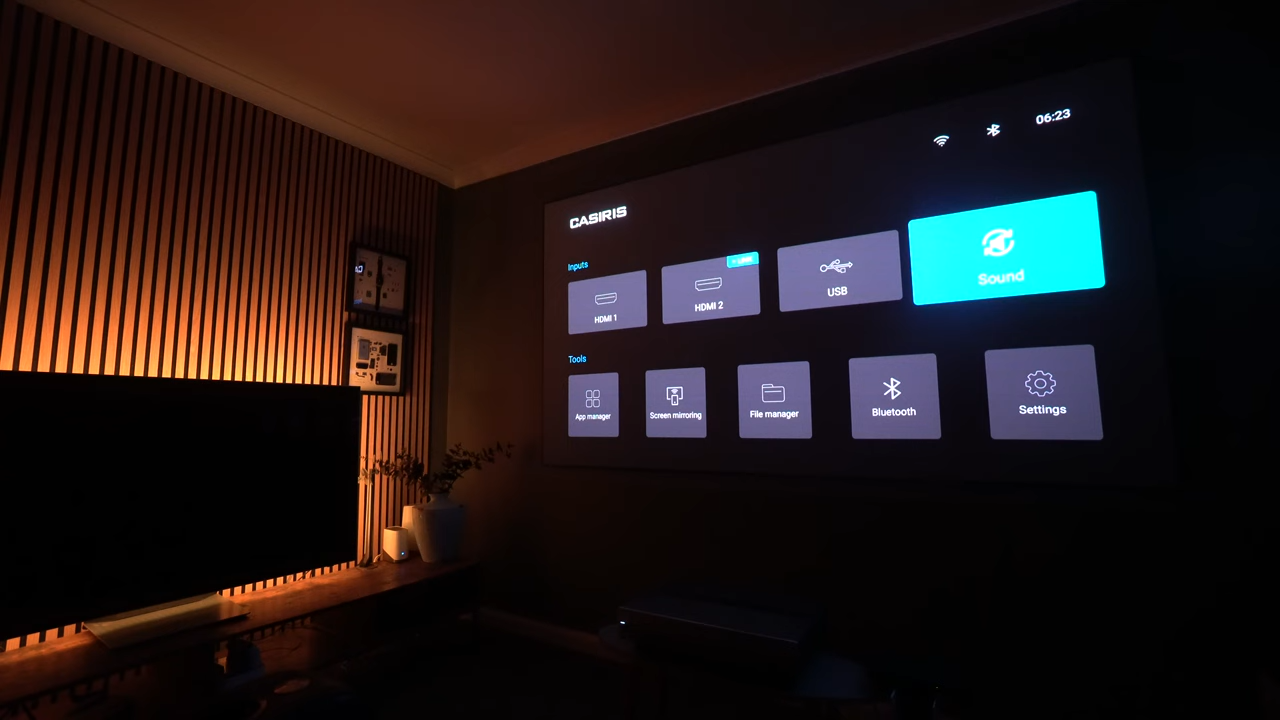 06:23
CASIRIS
Inputs
HDMI 1
HDMI 2
USB
Sound
Tools
App manager
Screen mirroring
File manager
Bluetooth
Settings